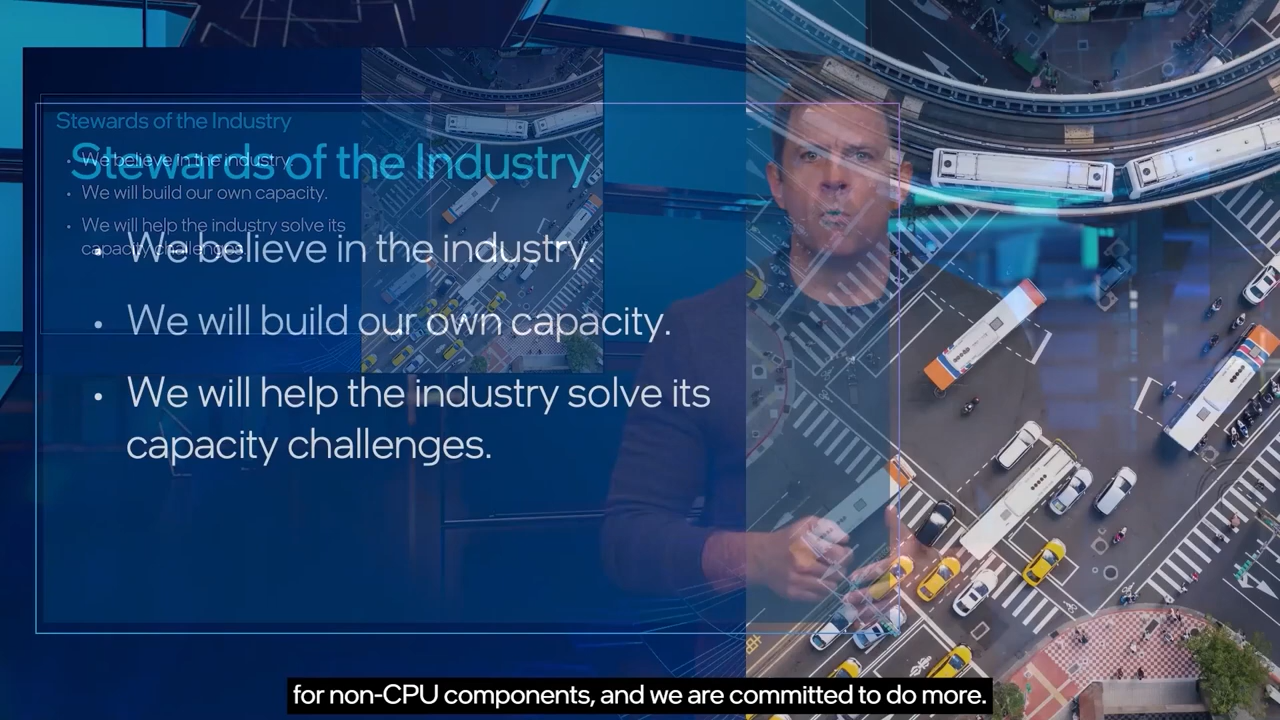 Stewards of the Industry
We believe in the industry.
We will build our own capacity.
We will help the industry solve its
capacity challenges.
Stewards of the Industry
• We believe in the industry.
• We will build our own capacity.
• We will help the industry solve its
capacity challenges.
for non-CPU components, and we are committed to do more.